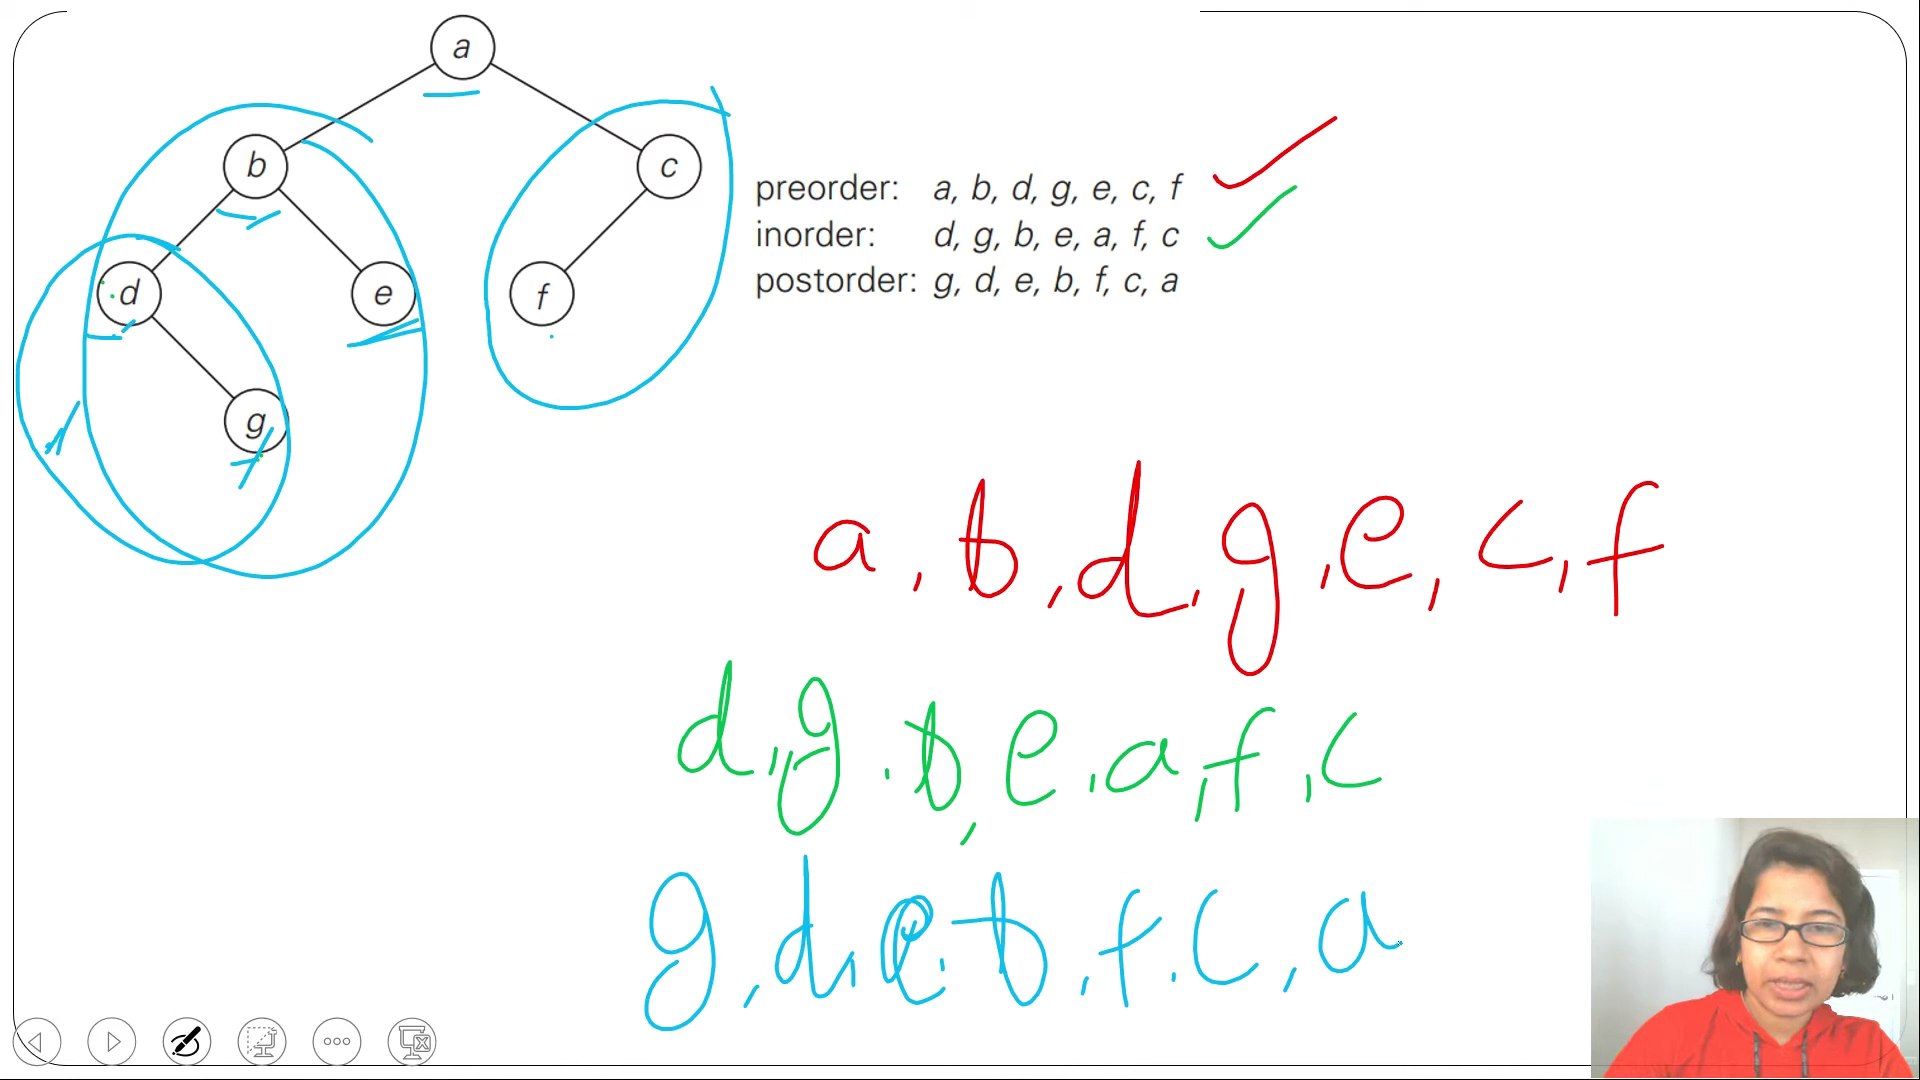 a
b
c
d
e
f
g
preorder: a, b, d, g, e, c, f
inorder: d, g, b, e, a, f, c
postorder: g, d, e, b, f, c, a
a, b, d, g, e, c, f
d, g, b, e, a, f, c
g, d, e, b, f, c, a